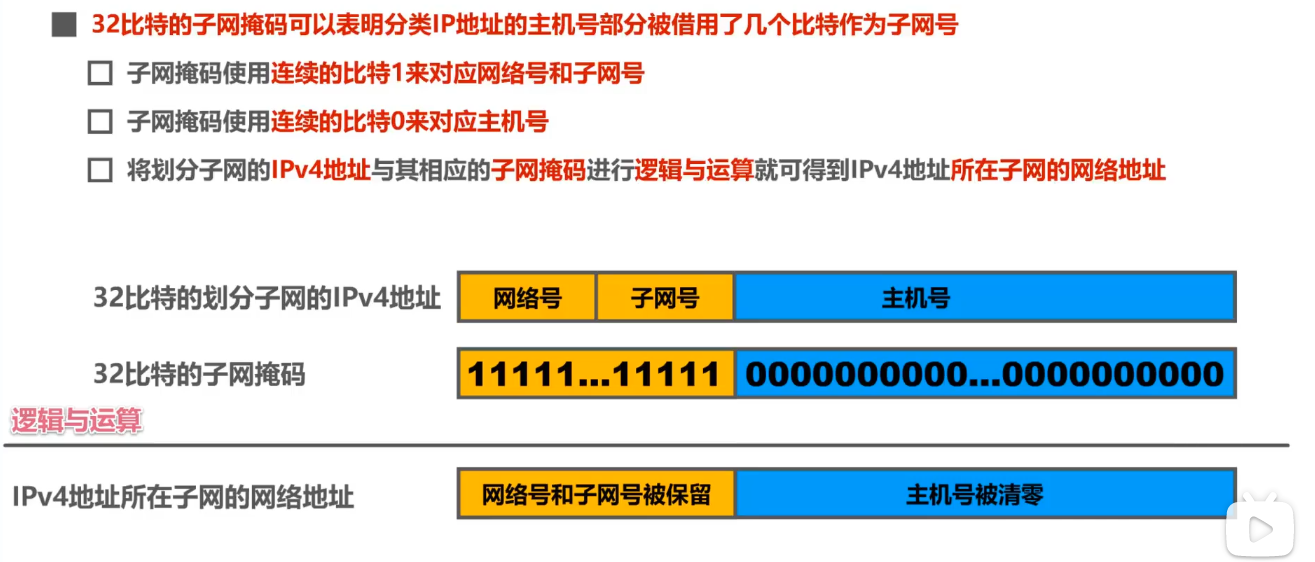 32比特的子网掩码可以表明分类IP地址的主机号部分被借用了几个比特作为子网号
子网掩码使用连续的比特1来对应网络号和子网号
子网掩码使用连续的比特0来对应主机号
将划分子网的IPv4地址与其相应的子网掩码进行逻辑与运算就可得到IPv4地址所在子网的网络地址
32比特的划分子网的IPv4地址 网络号 子网号 主机号
32比特的子网掩码 11111...11111 0000000000...0000000000
逻辑与运算
IPv4地址所在子网的网络地址 网络号和子网号被保留 主机号被清零